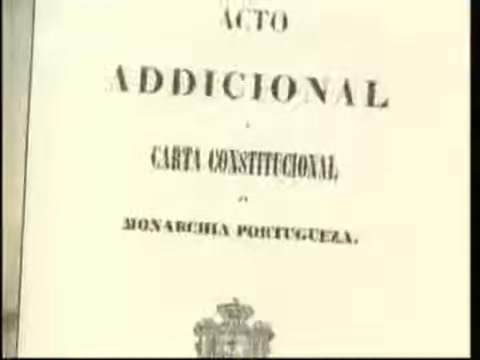 ACTO
ADDICIONAL
CARTA CONSTITUCIONAL
MONARCHIA PORTUGUEZA.